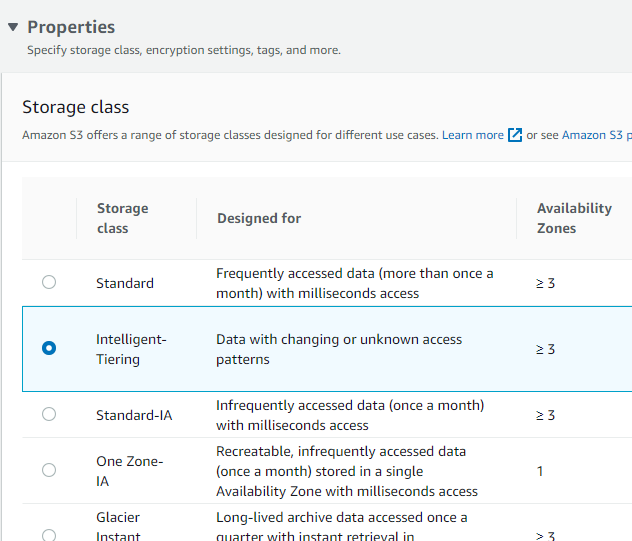 Properties
Specify storage class, encryption settings, tags, and more.
Storage class
Amazon S3 offers a range of storage classes designed for different use cases. Learn more or see Amazon S3 p
Storage class
Designed for
Availability Zones
Standard
Frequently accessed data (more than once a
month) with milliseconds access
≥ 3
Intelligent-
Tiering
Data with changing or unknown access
patterns
≥ 3
Standard-IA
Infrequently accessed data (once a month)
with milliseconds access
≥ 3
One Zone-
IA
Recreatable, infrequently accessed data
(once a month) stored in a single
Availability Zone with milliseconds access
1
Glacier
Instant
Long-lived archive data accessed once a
quarter with instant retrieval in
≥ 3